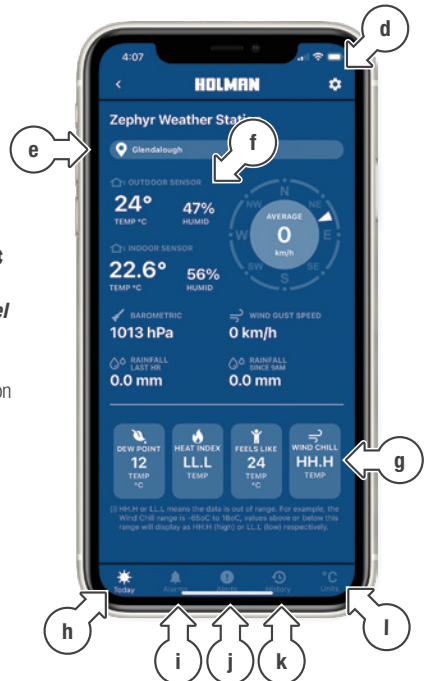 d
4:07
HOLMAN
Zephyr Weather
e
Glendalough
f
OUTDOOR SENSOR
24° 47%
TEMP °C HUMID
INDOOR SENSOR
22.6° 56%
TEMP °C HUMID
N
NW NE
W E
SW SE
S
AVERAGE
0
km/h
el
on
BAROMETRIC
1013 hPa
WIND GUST SPEED
0 km/h
RAINFALL
LAST HR
0.0 mm
RAINFALL
SINCE 9AM
0.0 mm
DEW POINT
12
TEMP
°C
HEAT INDEX
LL.L
TEMP
°C
FEELS LIKE
24
TEMP
°C
WIND CHILL
HH.H
TEMP
g
[i] HH.H or LL.L means the data is out of range. For example, the
Wind Chill range is -65oC to 18oC, values above or below this
range will display as HH.H (high) or LL.L (low) respectively.
Today Alarms Alerts History °C Units
h
i
j
k
l